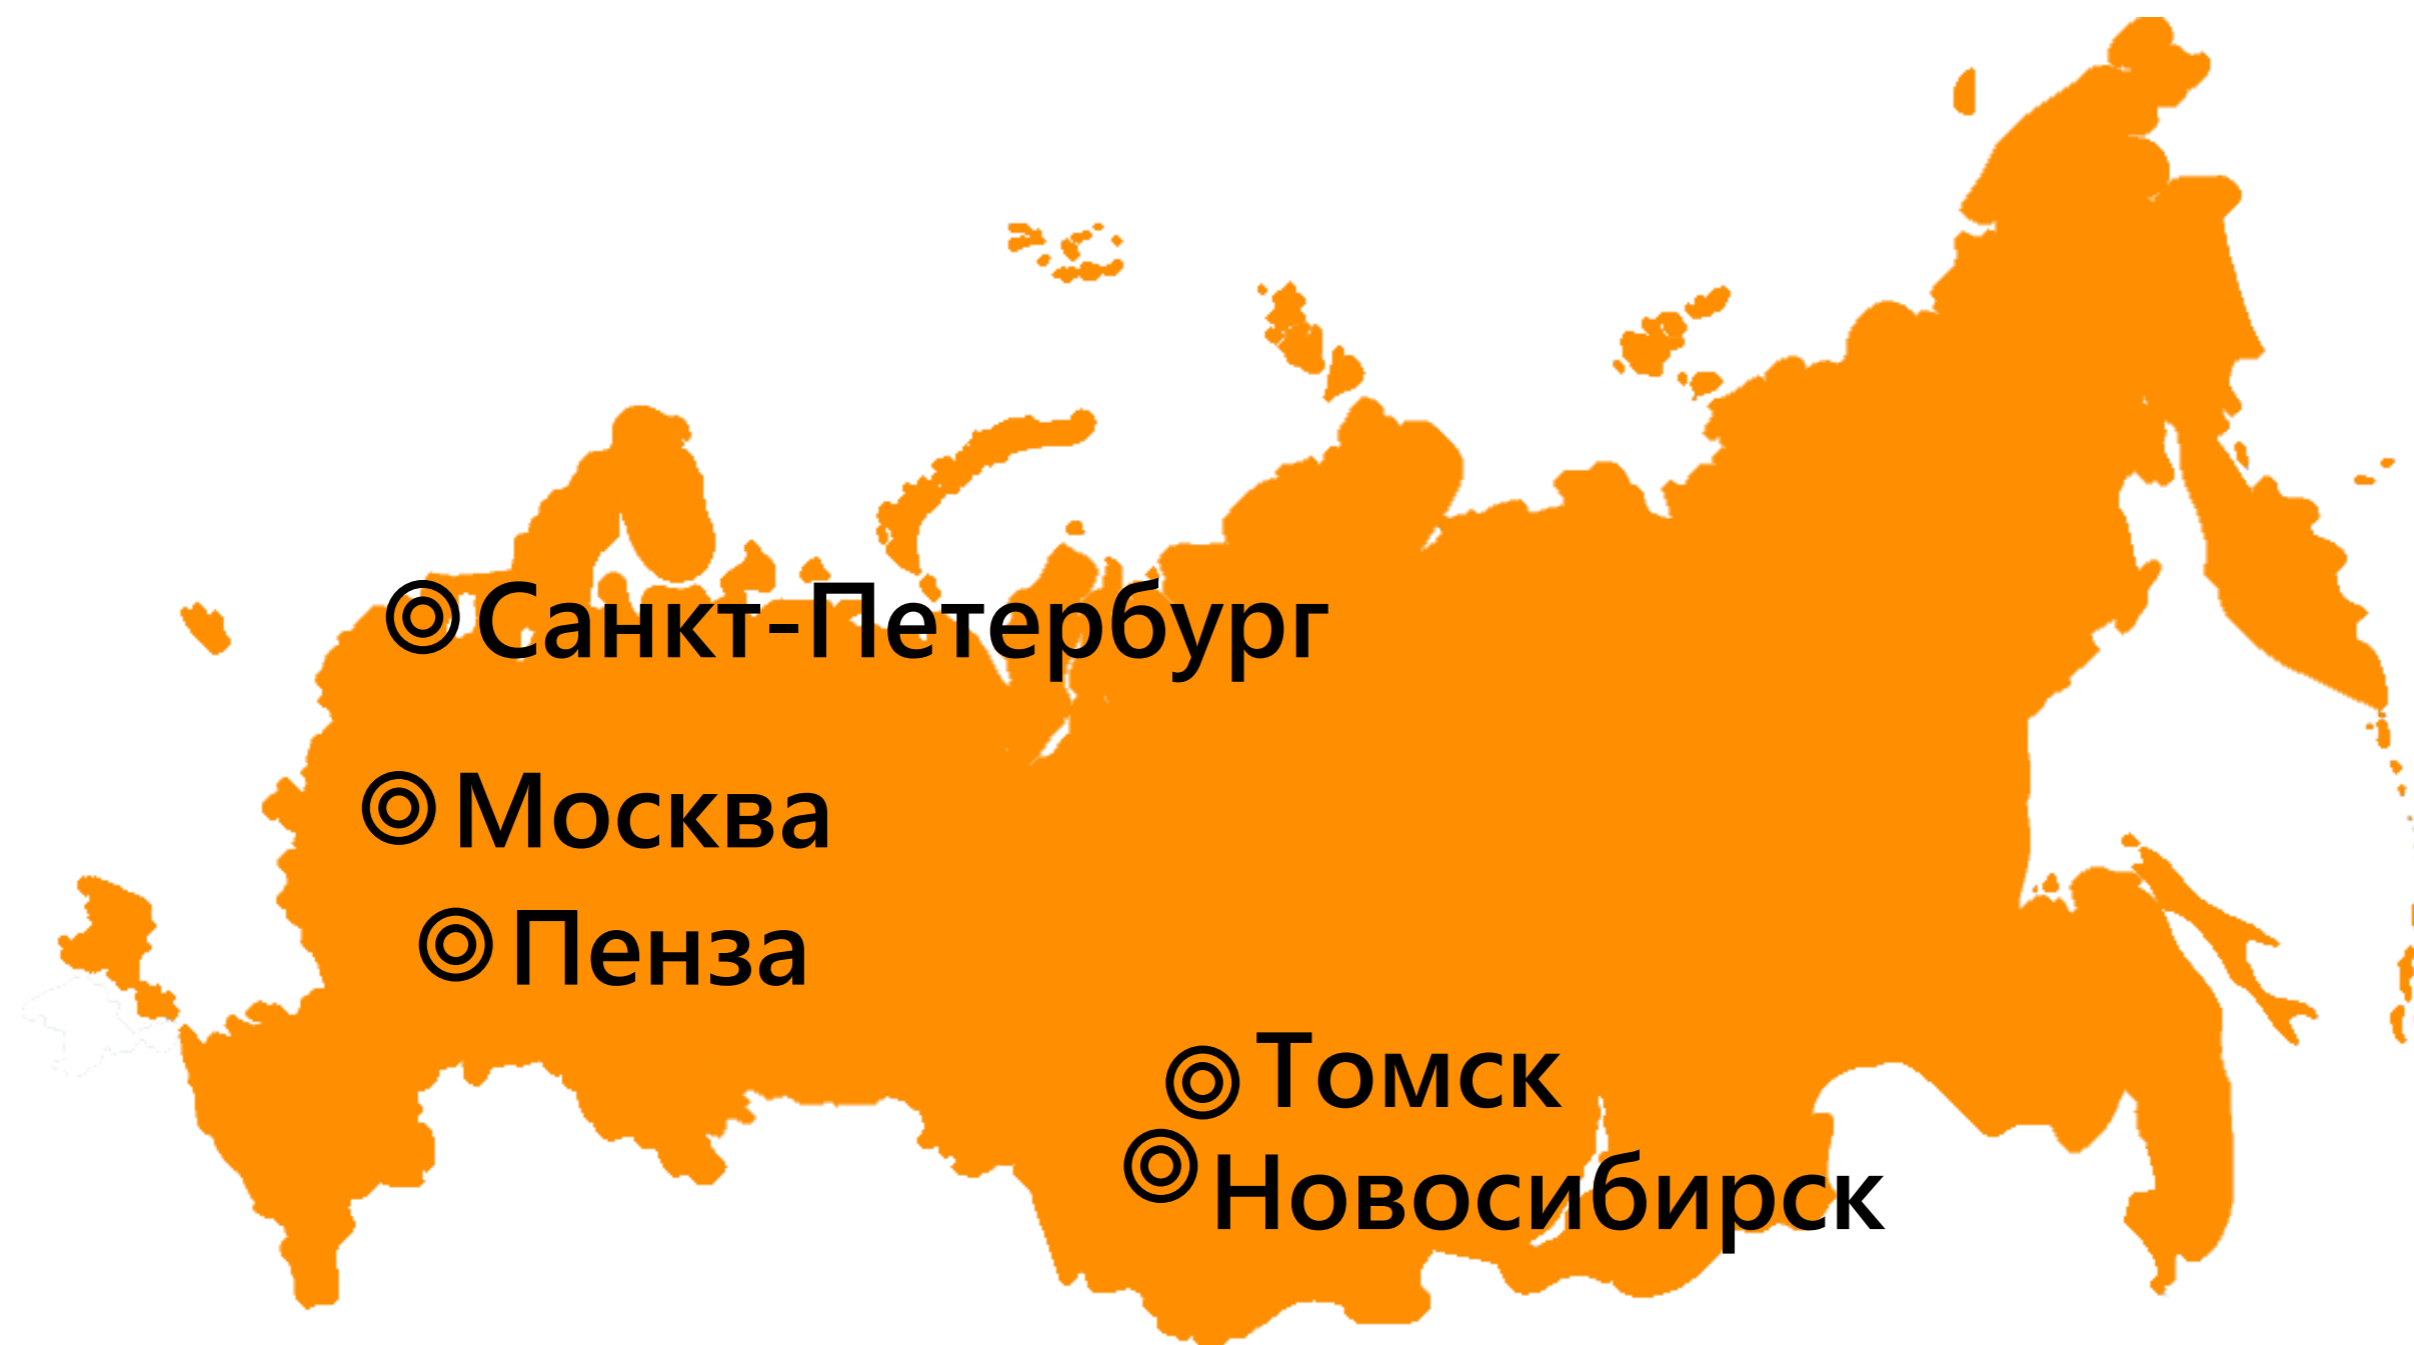 Санкт-Петербург
Москва
Пенза
Томск
Новосибирск